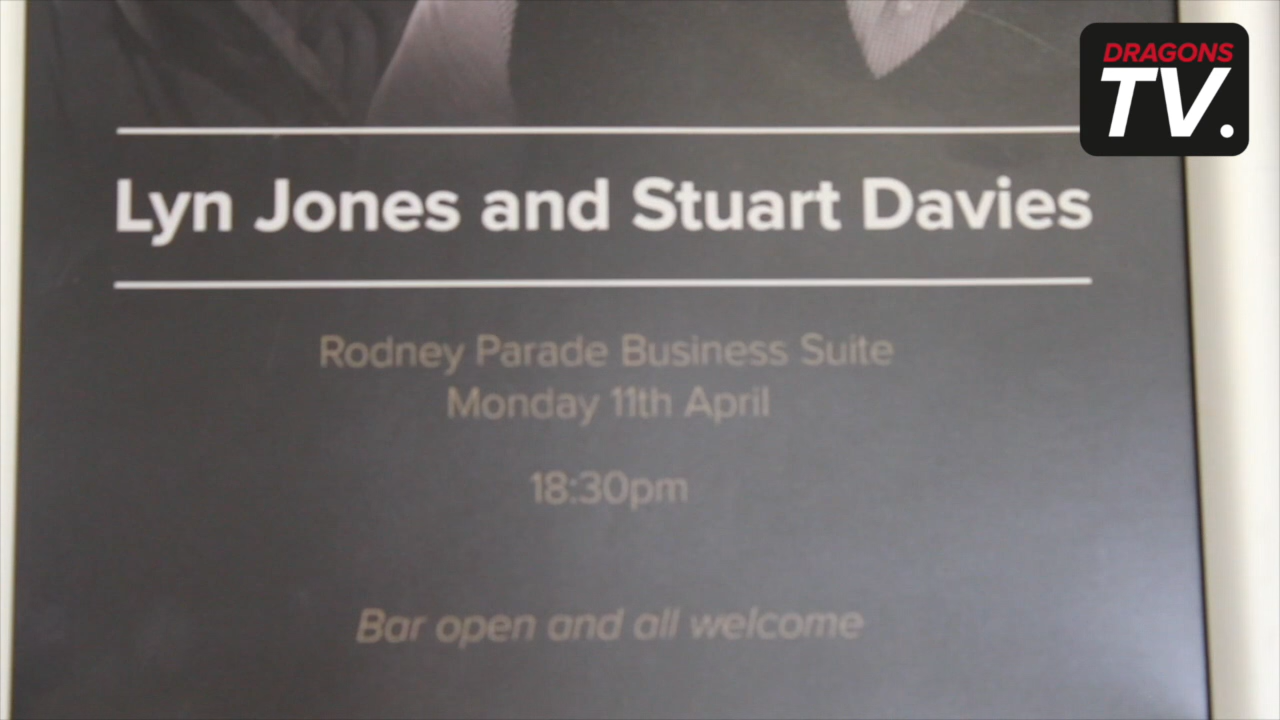 DRAGONS
TV.
Lyn Jones and Stuart Davies
Rodney Parade Business Suite
Monday 11th April
18:30pm
Bar open and all welcome